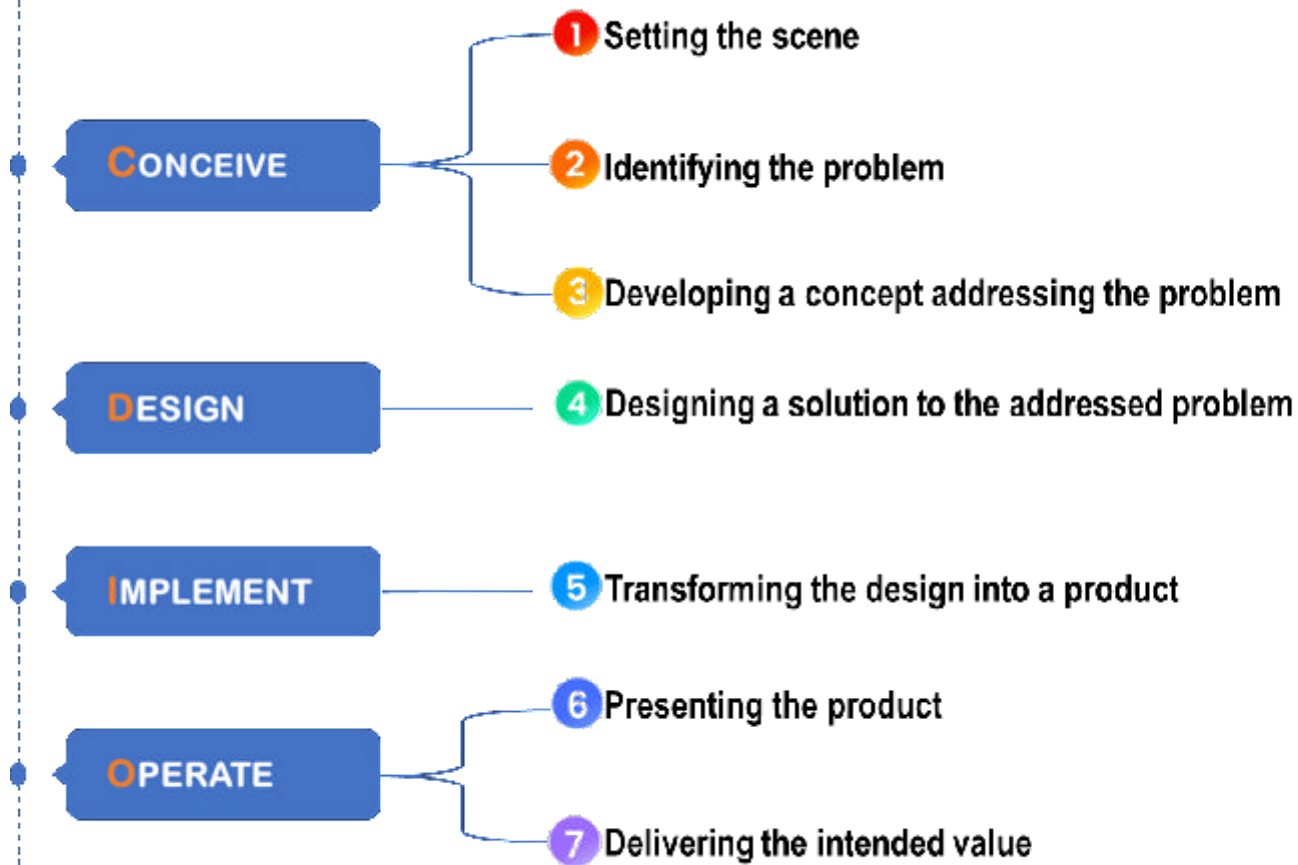 1 Setting the scene
CONCEIVE
2 Identifying the problem
3 Developing a concept addressing the problem
DESIGN
4 Designing a solution to the addressed problem
IMPLEMENT
5 Transforming the design into a product
6 Presenting the product
OPERATE
7 Delivering the intended value